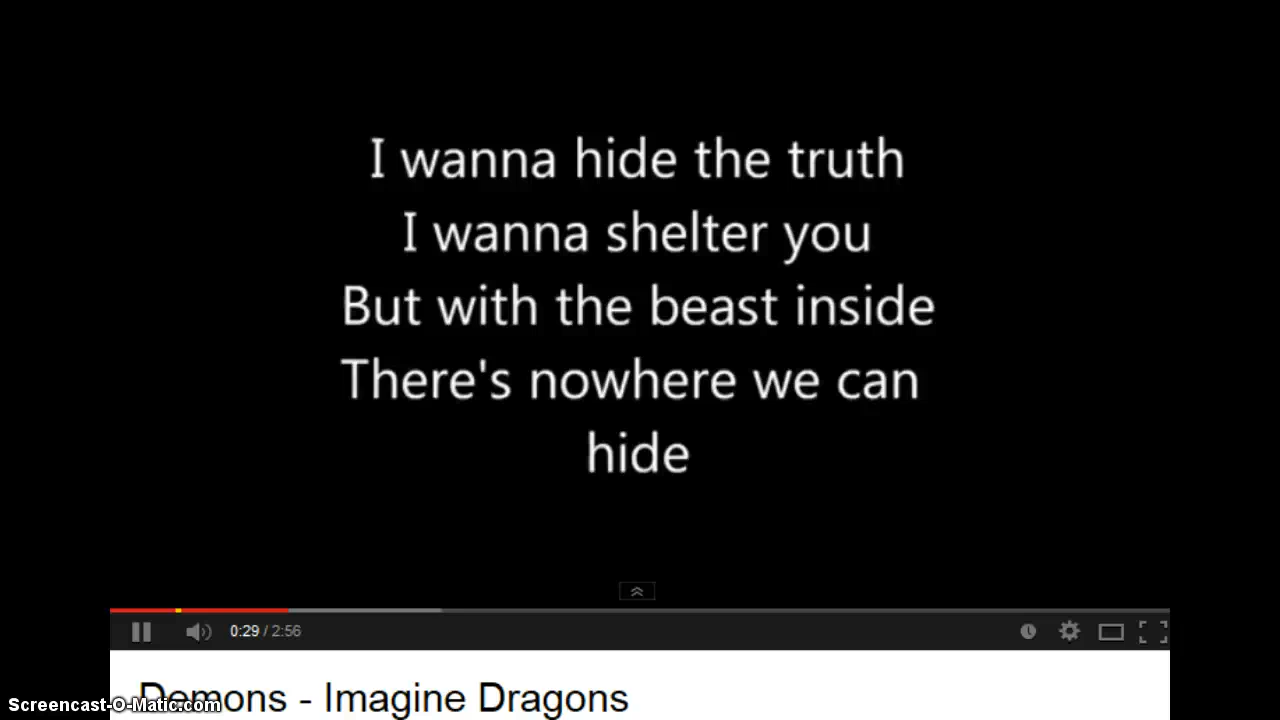 I wanna hide the truth
I wanna shelter you
But with the beast inside
There's nowhere we can
hide
0:29 / 2:56
Demons - Imagine Dragons
Screencast-O-Matic.com